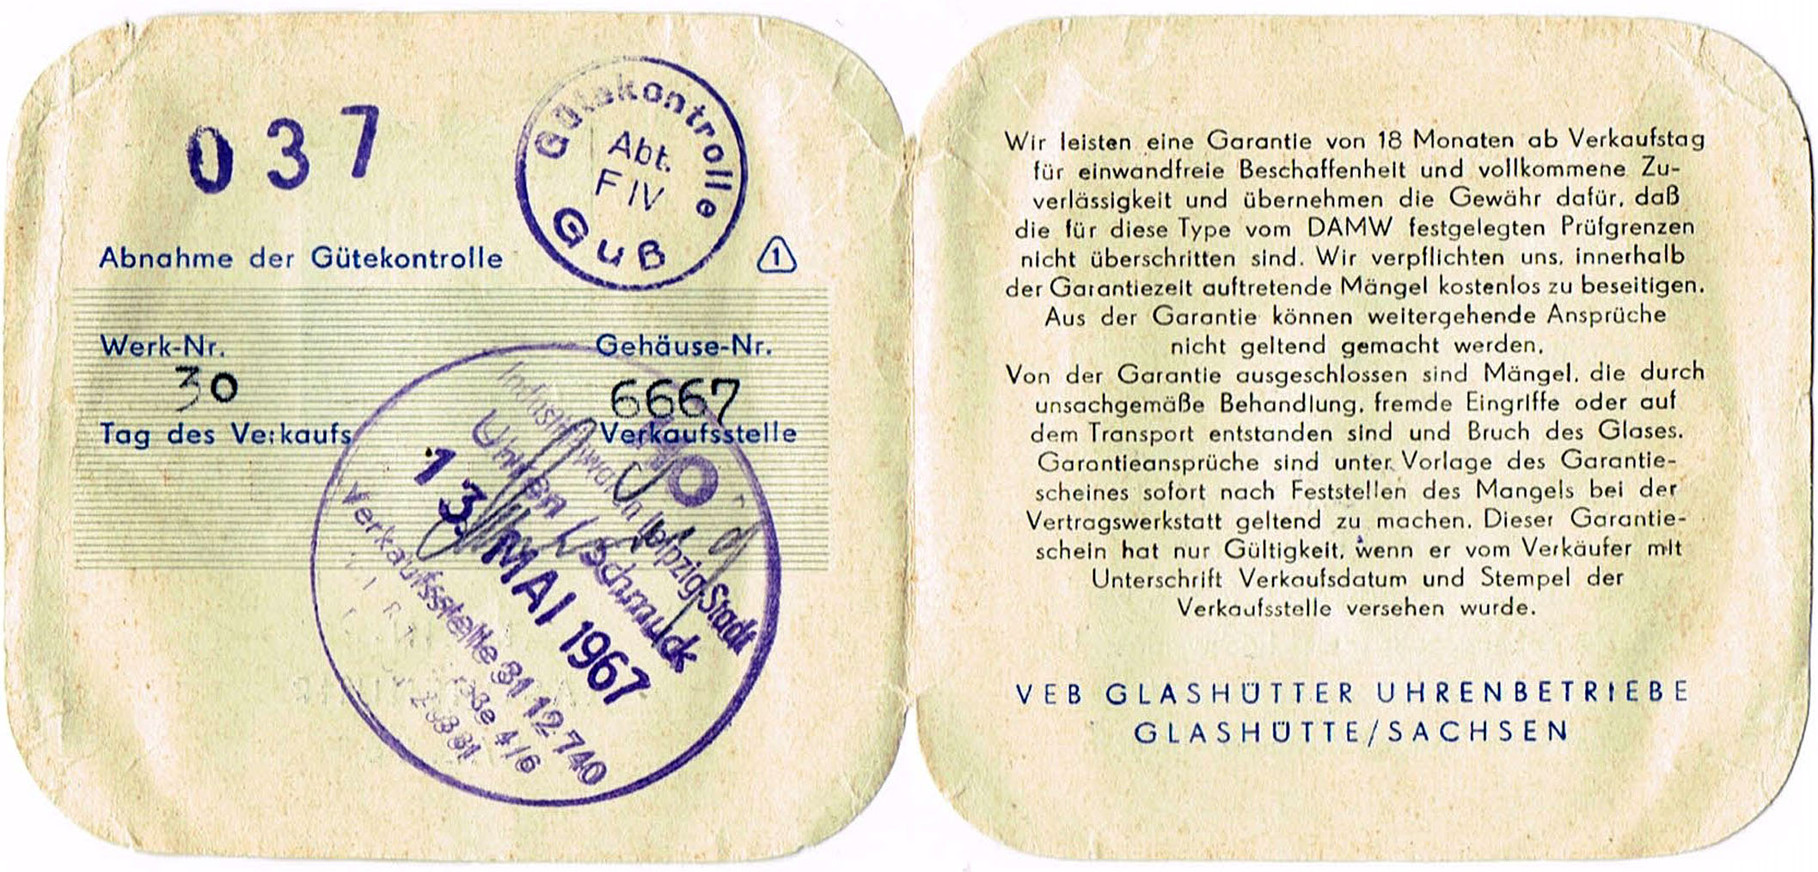 037
Gütekontrolle
Abt.
F IV
GUB
Abnahme der Gütekontrolle
1
Werk-Nr.
Gehäuse-Nr.
30
6667
Tag des Verkaufs
Verkaufsstelle
HO
Industriewaren Leipzig Stadt
Uhren Schmuck
13. MAI 1967
Verkaufsstelle 31 12 740
4/6
Wir leisten eine Garantie von 18 Monaten ab Verkaufstag
für einwandfreie Beschaffenheit und vollkommene Zu-
verlässigkeit und übernehmen die Gewähr dafür, daß
die für diese Type vom DAMW festgelegten Prüfgrenzen
nicht überschritten sind. Wir verpflichten uns, innerhalb
der Garantiezeit auftretende Mängel kostenlos zu beseitigen.
Aus der Garantie können weitergehende Ansprüche
nicht geltend gemacht werden.
Von der Garantie ausgeschlossen sind Mängel, die durch
unsachgemäße Behandlung, fremde Eingriffe oder auf
dem Transport entstanden sind und Bruch des Glases.
Garantieansprüche sind unter Vorlage des Garantie-
scheines sofort nach Feststellen des Mangels bei der
Vertragswerkstatt geltend zu machen. Dieser Garantie-
schein hat nur Gültigkeit, wenn er vom Verkäufer mit
Unterschrift Verkaufsdatum und Stempel der
Verkaufsstelle versehen wurde.
VEB GLASHÜTTER UHRENBETRIEBE
GLASHÜTTE/SACHSEN